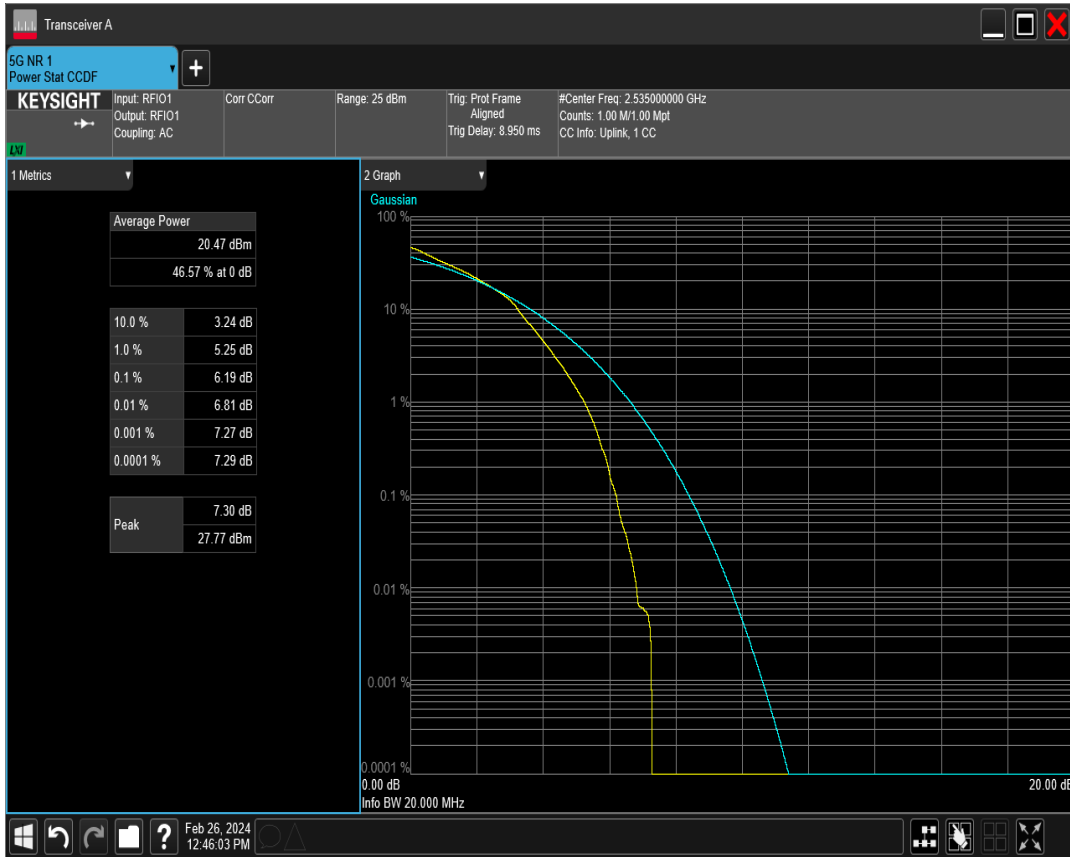 Transceiver A
5G NR 1
Power Stat CCDF
+
KEYSIGHT
LXI
Input: RFIO1
Output: RFIO1
Coupling: AC
Corr CCorr
Range: 25 dBm
Trig: Prot Frame
Aligned
Trig Delay: 8.950 ms
#Center Freq: 2.535000000 GHz
Counts: 1.00 M/1.00 Mpt
CC Info: Uplink, 1 CC
1 Metrics
Average Power
20.47 dBm
46.57 % at 0 dB
10.0 % 3.24 dB
1.0 % 5.25 dB
0.1 % 6.19 dB
0.01 % 6.81 dB
0.001 % 7.27 dB
0.0001 % 7.29 dB
Peak
7.30 dB
27.77 dBm
2 Graph
Gaussian
100 %
10 %
1 %
0.1 %
0.01 %
0.001 %
0.0001 %
0.00 dB 20.00 dB
Info BW 20.000 MHz
?
Feb 26, 2024
12:46:03 PM